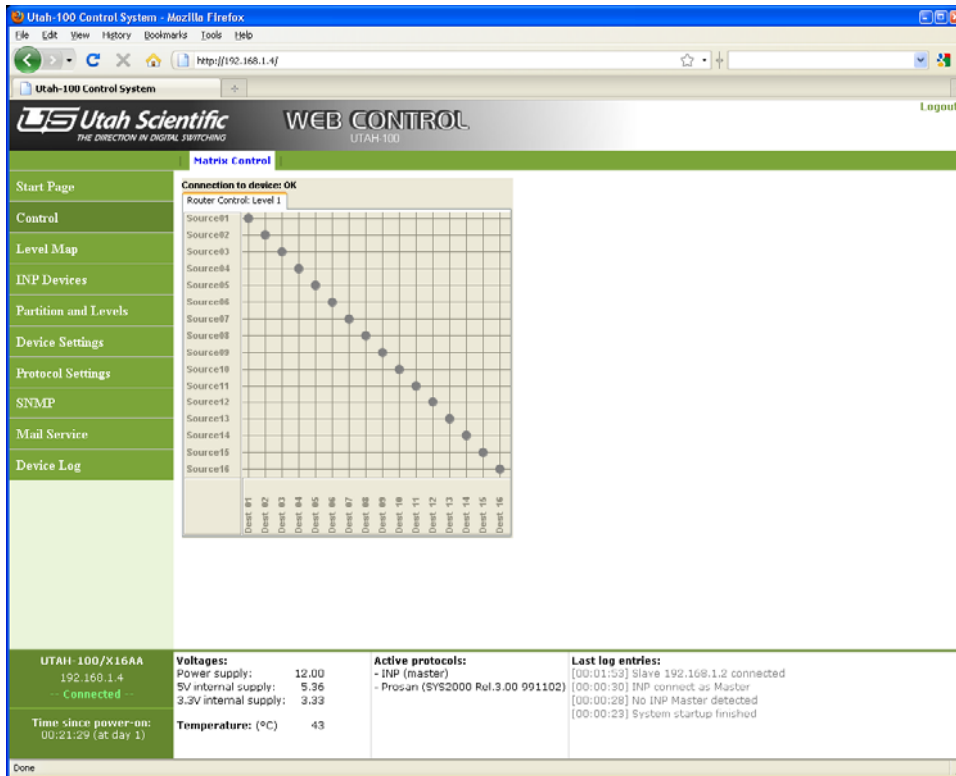 Utah-100 Control System - Mozilla Firefox
File Edit View History Bookmarks Tools Help
http://192.168.1.4/
Utah-100 Control System
Utah Scientific
THE DIRECTION IN DIGITAL SWITCHING
WEB CONTROL
UTAH-100
Logout
Matrix Control
Start Page
Control
Level Map
INP Devices
Partition and Levels
Device Settings
Protocol Settings
SNMP
Mail Service
Device Log
Connection to device: OK
Router Control: Level 1
Source01
Source02
Source03
Source04
Source05
Source06
Source07
Source08
Source09
Source10
Source11
Source12
Source13
Source14
Source15
Source16
Dest. 01
Dest. 02
Dest. 03
Dest. 04
Dest. 05
Dest. 06
Dest. 07
Dest. 08
Dest. 09
Dest. 10
Dest. 11
Dest. 12
Dest. 13
Dest. 14
Dest. 15
Dest. 16
UTAH-100/X16AA
192.168.1.4
-- Connected --
Time since power-on:
00:21:29 (at day 1)
Voltages:
Power supply: 12.00
5V internal supply: 5.36
3.3V internal supply: 3.33
Temperature: (°C) 43
Active protocols:
- INP (master)
- Prosan (SYS2000 Rel.3.00 991102)
Last log entries:
[00:01:53] Slave 192.168.1.2 connected
[00:00:30] INP connect as Master
[00:00:28] No INP Master detected
[00:00:23] System startup finished
Done